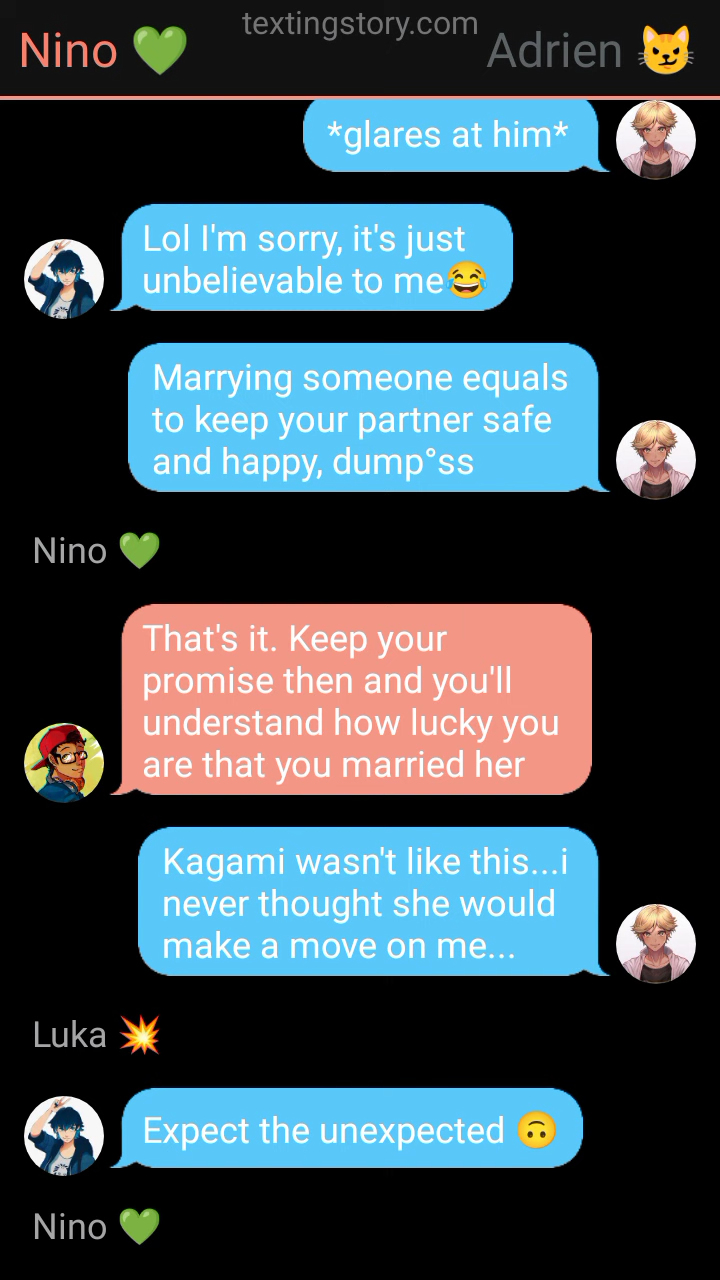 textingstory.com
Nino 💚
Adrien 😼
*glares at him*
Lol I'm sorry, it's just
unbelievable to me😂
Marrying someone equals
to keep your partner safe
and happy, dump°ss
Nino 💚
That's it. Keep your
promise then and you'll
understand how lucky you
are that you married her
Kagami wasn't like this...i
never thought she would
make a move on me...
Luka 💥
Expect the unexpected 🙃
Nino 💚